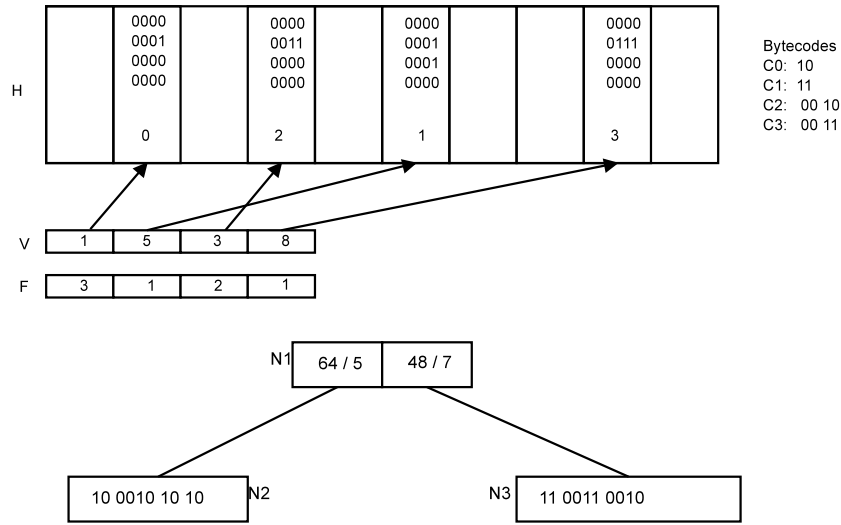 0000 0000 0000 0000
0001 0011 0001 0111
0000 0000 0001 0000
0000 0000 0000 0000
H
0 2 1 3
Bytecodes
C0: 10
C1: 11
C2: 00 10
C3: 00 11
V 1 5 3 8
F 3 1 2 1
N1 64 / 5 48 / 7
10 0010 10 10 N2
N3 11 0011 0010